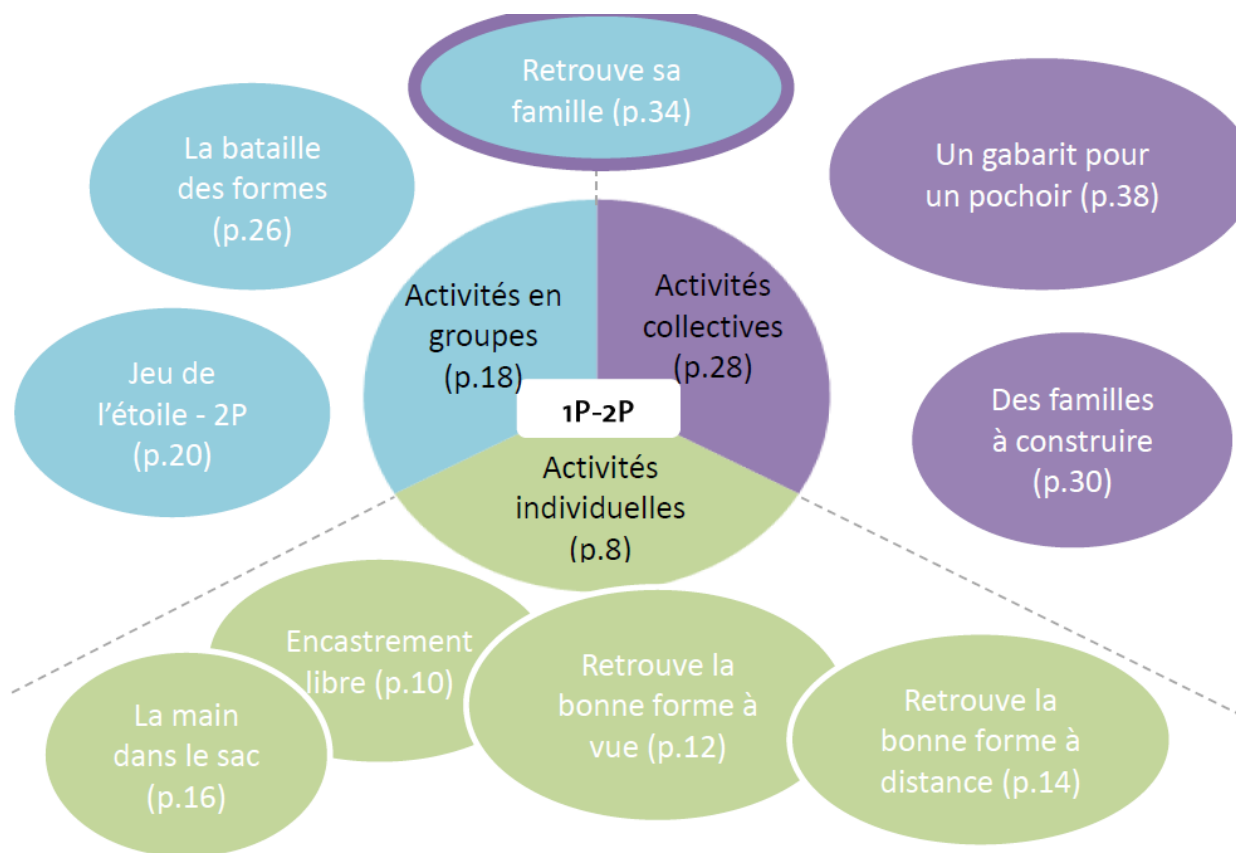 Retrouve sa
famille (p.34)
La bataille
des formes
(p.26)
Un gabarit pour
un pochoir (p.38)
Activités en
groupes
(p.18)
Activités
collectives
(p.28)
Jeu de
l'étoile - 2P
(p.20)
1P-2P
Des familles
à construire
(p.30)
Activités
individuelles
(p.8)
Encastrement
libre (p.10)
Retrouve la
bonne forme à
vue (p.12)
Retrouve la
bonne forme à
distance (p.14)
La main
dans le sac
(p.16)